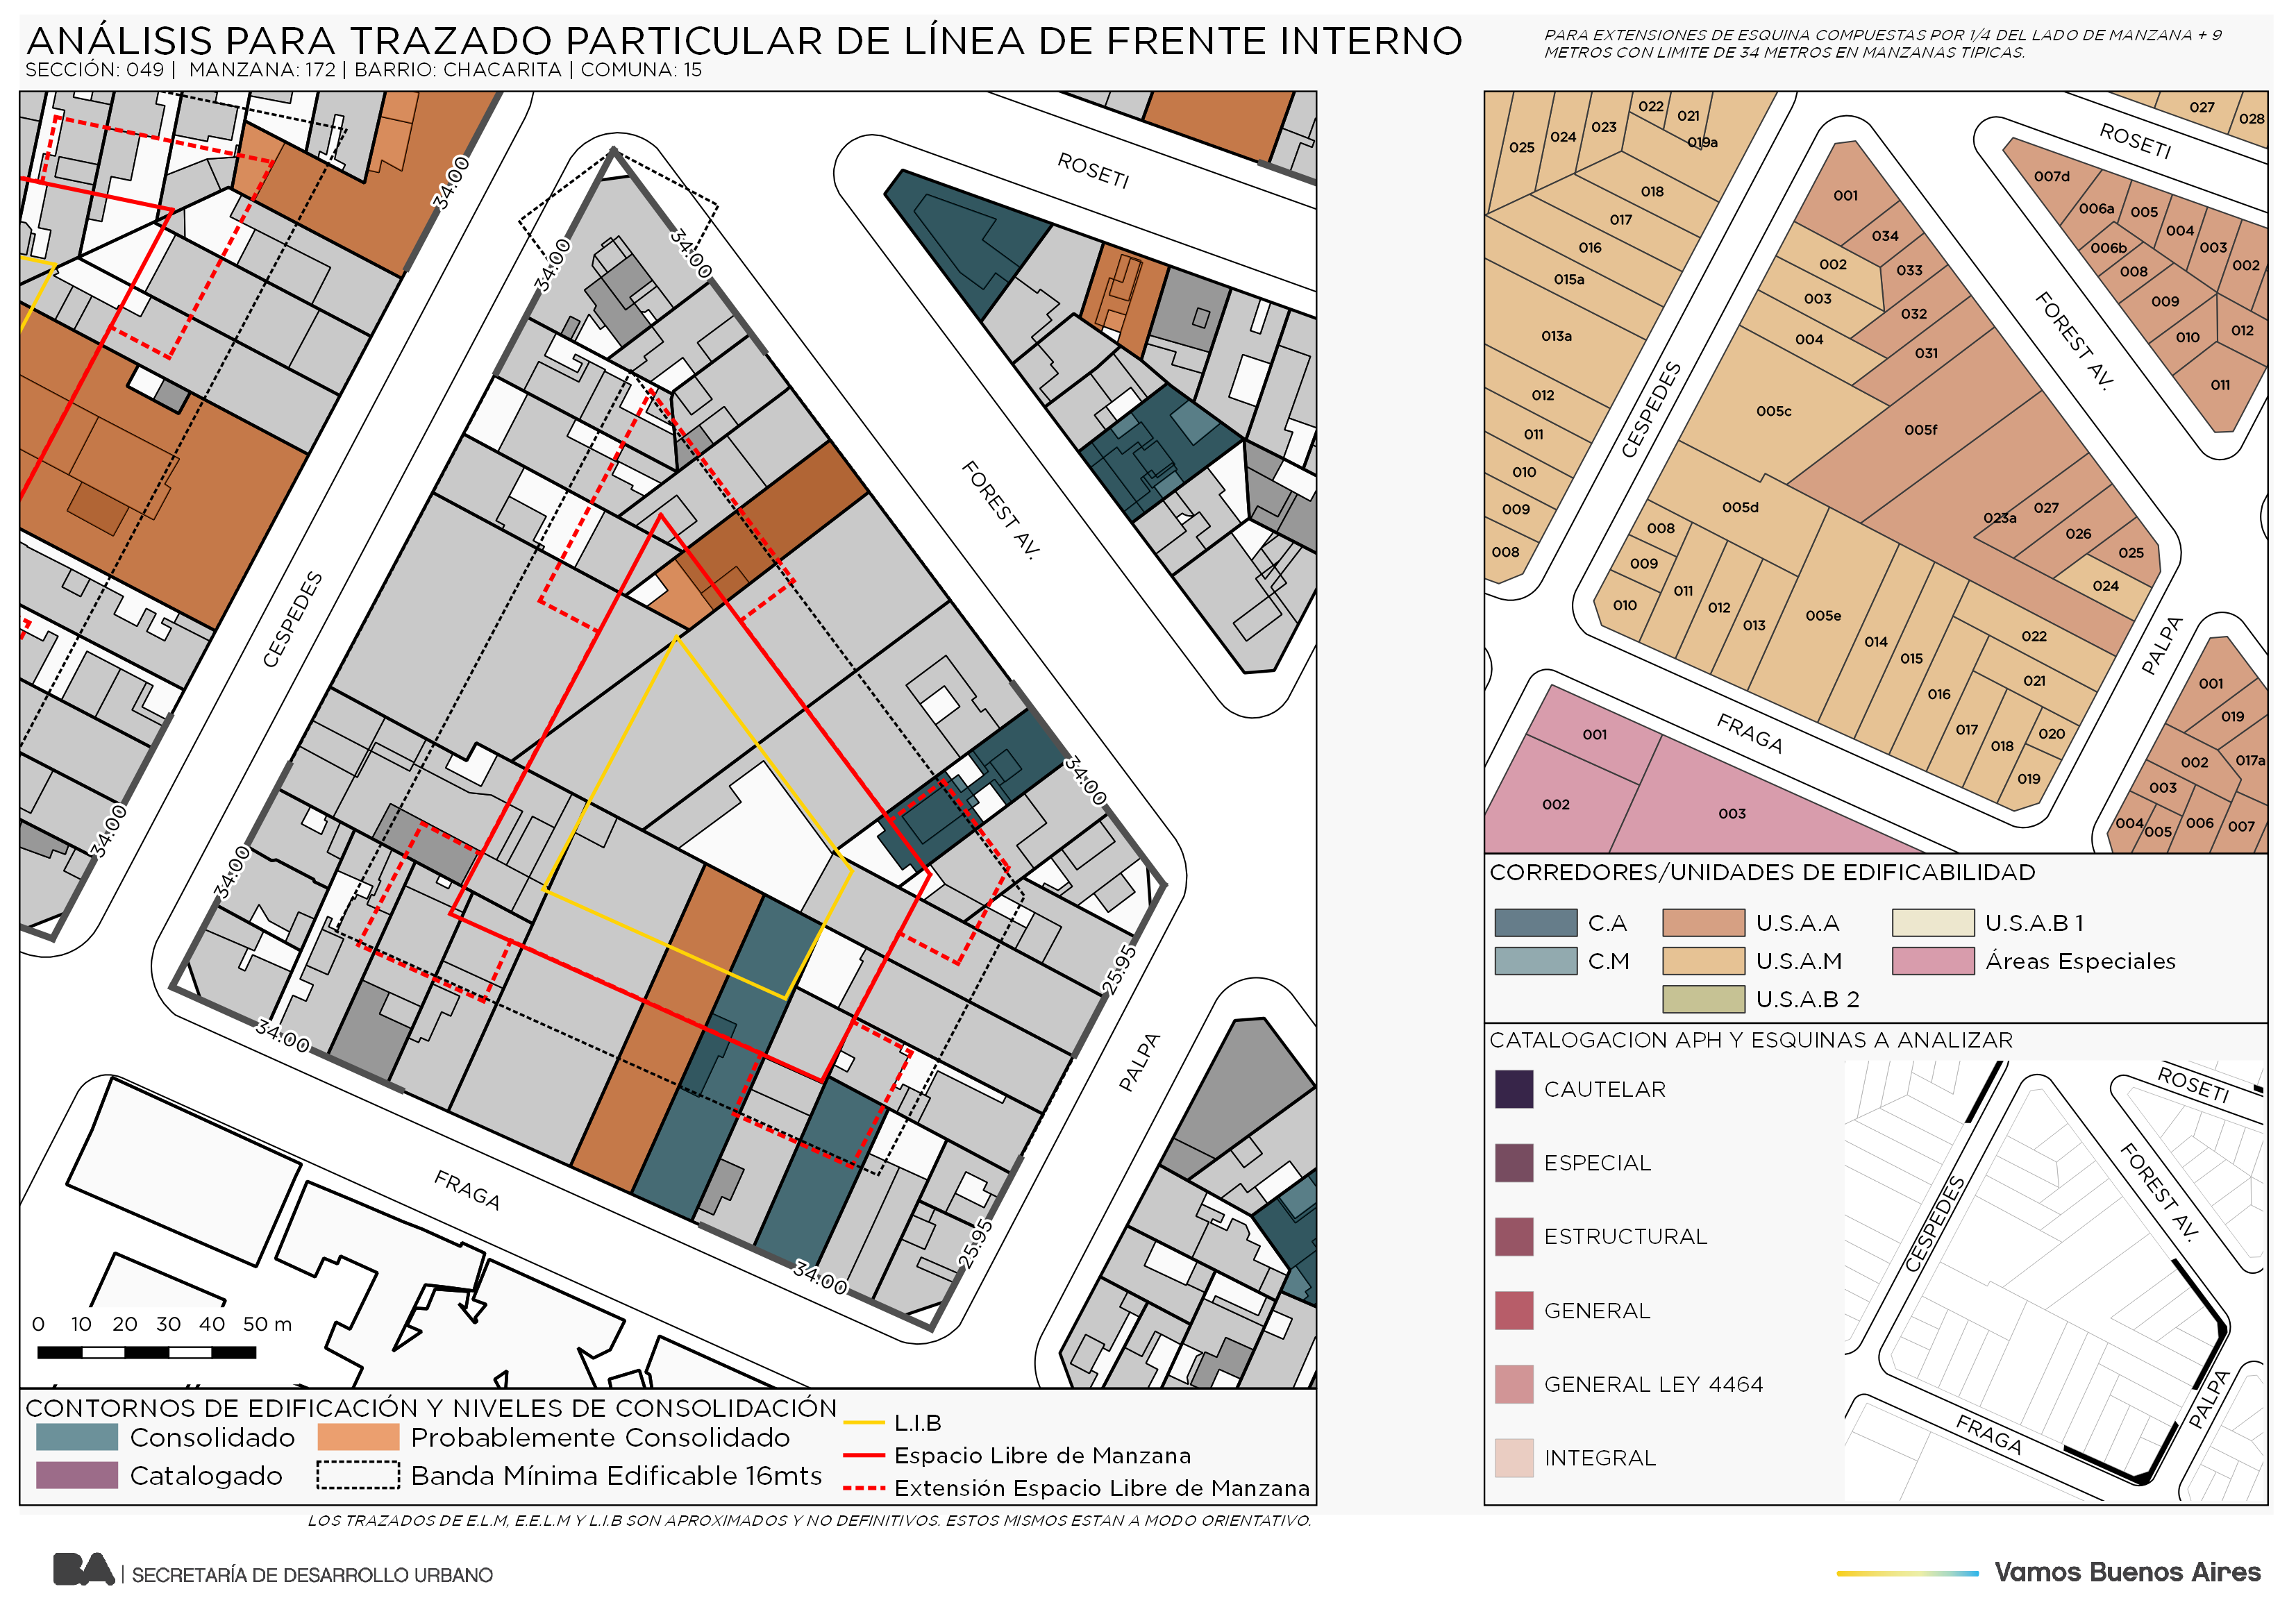 ANÁLISIS PARA TRAZADO PARTICULAR DE LÍNEA DE FRENTE INTERNO
SECCIÓN: 049 | MANZANA: 172 | BARRIO: CHACARITA | COMUNA: 15
PARA EXTENSIONES DE ESQUINA COMPUESTAS POR 1/4 DEL LADO DE MANZANA + 9
METROS CON LIMITE DE 34 METROS EN MANZANAS TIPICAS.
ROSETI
34:00
34:00
34:00
FOREST AV.
CESPEDES
34:00
34:00
34:00
25.95
34:00
PALPA
FRAGA
25.95
34:00
0 10 20 30 40 50 m
CONTORNOS DE EDIFICACIÓN Y NIVELES DE CONSOLIDACIÓN
Consolidado
Probablemente Consolidado
Catalogado
Banda Mínima Edificable 16mts
L.I.B
Espacio Libre de Manzana
Extensión Espacio Libre de Manzana
LOS TRAZADOS DE E.L.M, E.E.L.M Y L.I.B SON APROXIMADOS Y NO DEFINITIVOS. ESTOS MISMOS ESTAN A MODO ORIENTATIVO.
022
021
027
028
025
024
023
019a
ROSETI
018
017
016
015a
013a
012
011
010
009
008
001
034
002
033
003
032
004
031
005c
005f
005d
023a
027
026
025
024
008
009
010
011
012
013
005e
014
015
016
022
021
017
018
020
019
007d
006a
005
004
003
002
006b
008
009
010
012
011
CESPEDES
FOREST AV.
PALPA
FRAGA
001
002
003
001
019
002
017a
003
004
005
006
007
CORREDORES/UNIDADES DE EDIFICABILIDAD
C.A
U.S.A.A
U.S.A.B 1
C.M
U.S.A.M
Áreas Especiales
U.S.A.B 2
CATALOGACION APH Y ESQUINAS A ANALIZAR
CAUTELAR
ESPECIAL
ESTRUCTURAL
GENERAL
GENERAL LEY 4464
INTEGRAL
ROSETI
FOREST AV.
CESPEDES
PALPA
FRAGA
BA | SECRETARÍA DE DESARROLLO URBANO
Vamos Buenos Aires